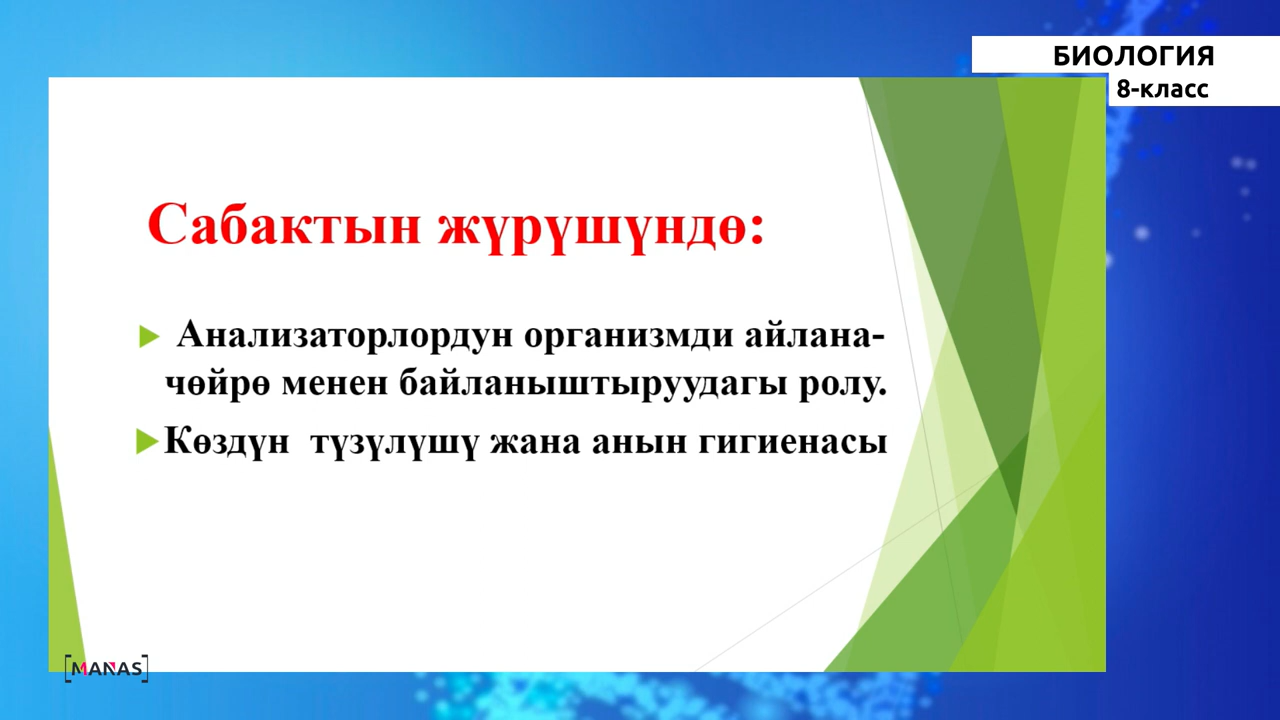 БИОЛОГИЯ
8-класс
Сабактын жүрүшүндө:
Анализаторлордун организмди айлана-
чөйрө менен байланыштыруудагы ролу.
Көздүн түзүлүшү жана анын гигиенасы
MANAS